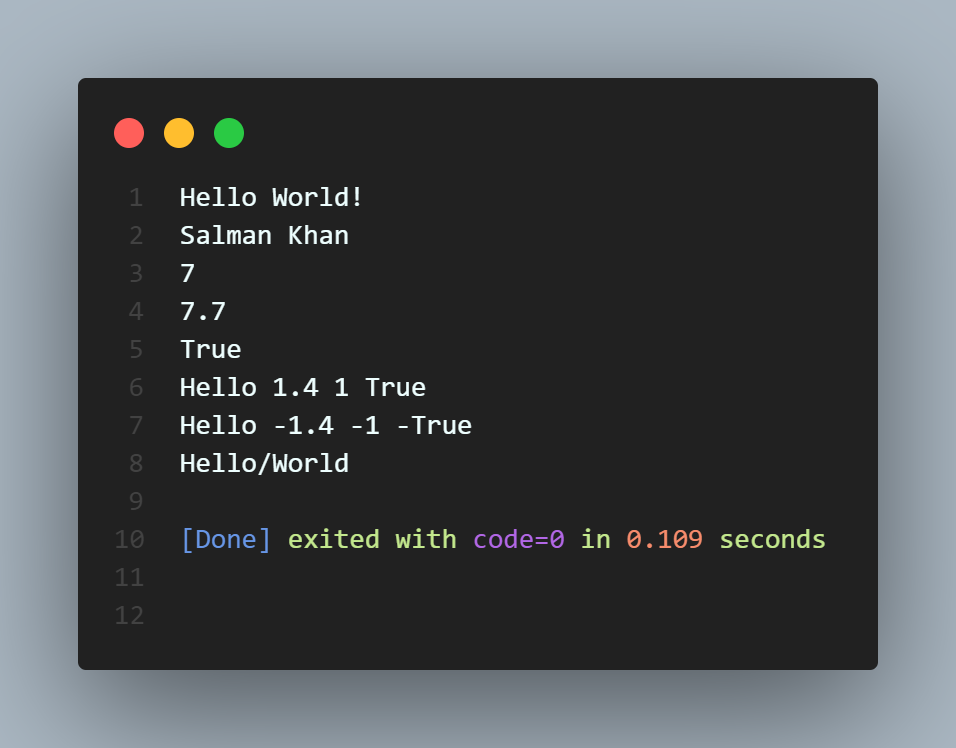 1 Hello World!
2 Salman Khan
3 7
4 7.7
5 True
6 Hello 1.4 1 True
7 Hello -1.4 -1 -True
8 Hello/World
9
10 [Done] exited with code=0 in 0.109 seconds
11
12